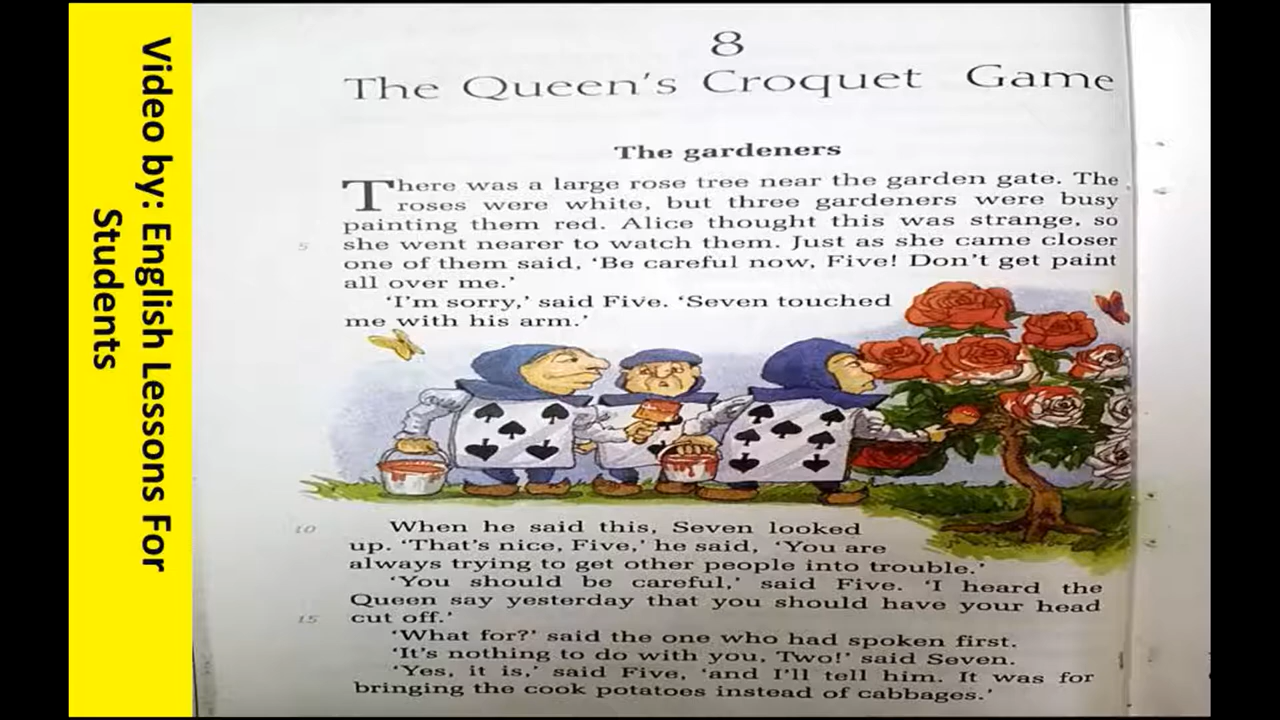 Video by: English Lessons For
Students
8
The Queen's Croquet Game
The gardeners
There was a large rose tree near the garden gate. The
roses were white, but three gardeners were busy
painting them red. Alice thought this was strange, so
5 she went nearer to watch them. Just as she came closer
one of them said, 'Be careful now, Five! Don't get paint
all over me.'
'I'm sorry,' said Five. 'Seven touched
me with his arm.'
10 When he said this, Seven looked
up. 'That's nice, Five,' he said, 'You are
always trying to get other people into trouble.'
'You should be careful,' said Five. 'I heard the
Queen say yesterday that you should have your head
15 cut off.'
'What for?' said the one who had spoken first.
'It's nothing to do with you, Two!' said Seven.
'Yes, it is,' said Five, 'and I'll tell him. It was for
bringing the cook potatoes instead of cabbages.'